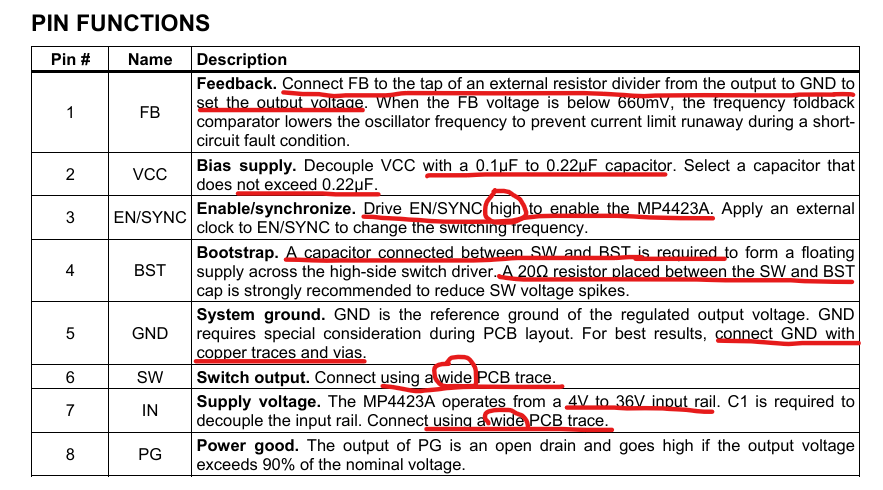 PIN FUNCTIONS
Pin # Name Description
Feedback. Connect FB to the tap of an external resistor divider from the output to GND to
set the output voltage. When the FB voltage is below 660mV, the frequency foldback
1 FB comparator lowers the oscillator frequency to prevent current limit runaway during a short-
circuit fault condition.
2 VCC Bias supply. Decouple VCC with a 0.1µF to 0.22µF capacitor. Select a capacitor that
does not exceed 0.22µF.
3 EN/SYNC Enable/synchronize. Drive EN/SYNC high to enable the MP4423A. Apply an external
clock to EN/SYNC to change the switching frequency.
Bootstrap. A capacitor connected between SW and BST is required to form a floating
4 BST supply across the high-side switch driver. A 20Ω resistor placed between the SW and BST
cap is strongly recommended to reduce SW voltage spikes.
System ground. GND is the reference ground of the regulated output voltage. GND
5 GND requires special consideration during PCB layout. For best results, connect GND with
copper traces and vias.
6 SW Switch output. Connect using a wide PCB trace.
7 IN Supply voltage. The MP4423A operates from a 4V to 36V input rail. C1 is required to
decouple the input rail. Connect using a wide PCB trace.
8 PG Power good. The output of PG is an open drain and goes high if the output voltage
exceeds 90% of the nominal voltage.